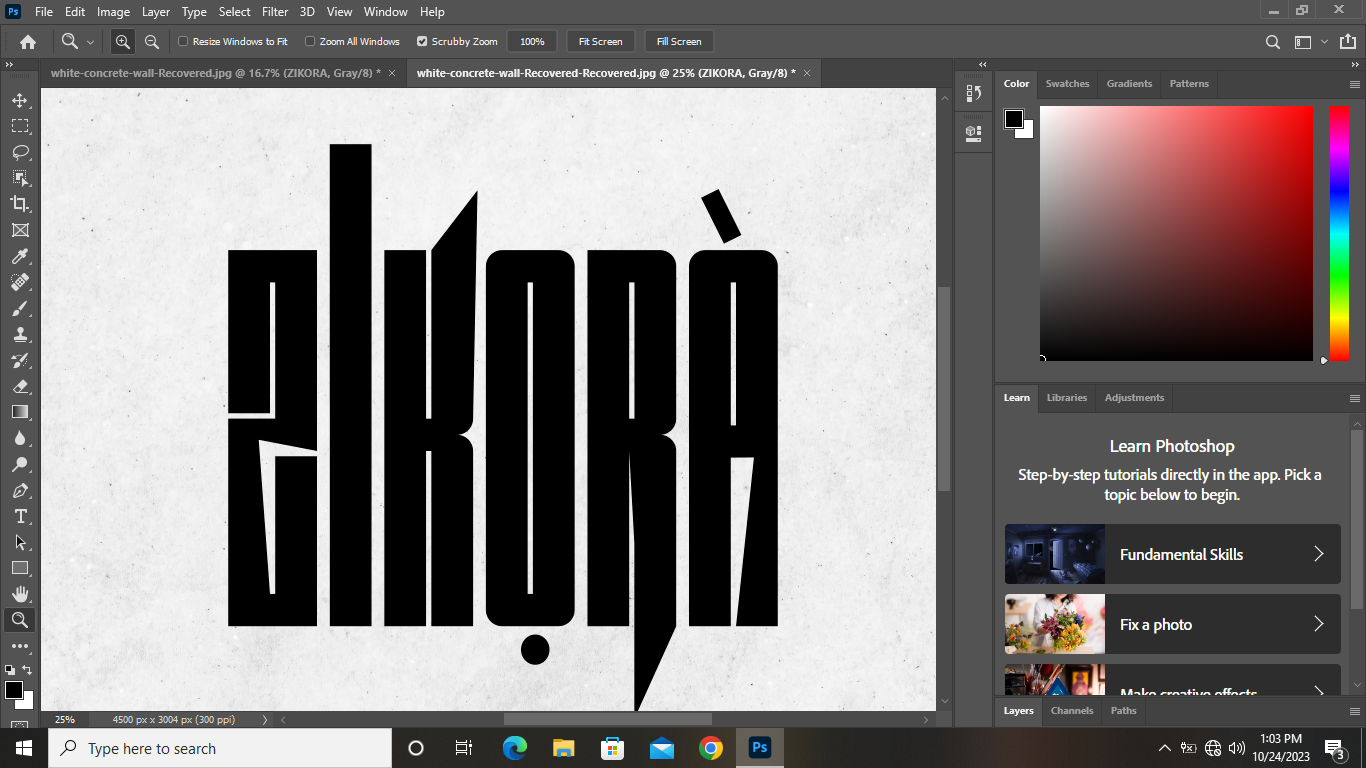 Ps File Edit Image Layer Type Select Filter 3D View Window Help
Resize Windows to Fit Zoom All Windows Scrubby Zoom 100% Fit Screen Fill Screen
white-concrete-wall-Recovered.jpg @ 16.7% (ZIKORA, Gray/8) * × white-concrete-wall-Recovered-Recovered.jpg @ 25% (ZIKORA, Gray/8) * ×
ZIKỌRÀ
Color Swatches Gradients Patterns
Learn Libraries Adjustments
Learn Photoshop
Step-by-step tutorials directly in the app. Pick a
topic below to begin.
Fundamental Skills
Fix a photo
Make creative effects
Layers Channels Paths
25% 4500 px x 3004 px (300 ppi)
Type here to search
Ps
1:03 PM
10/24/2023
3